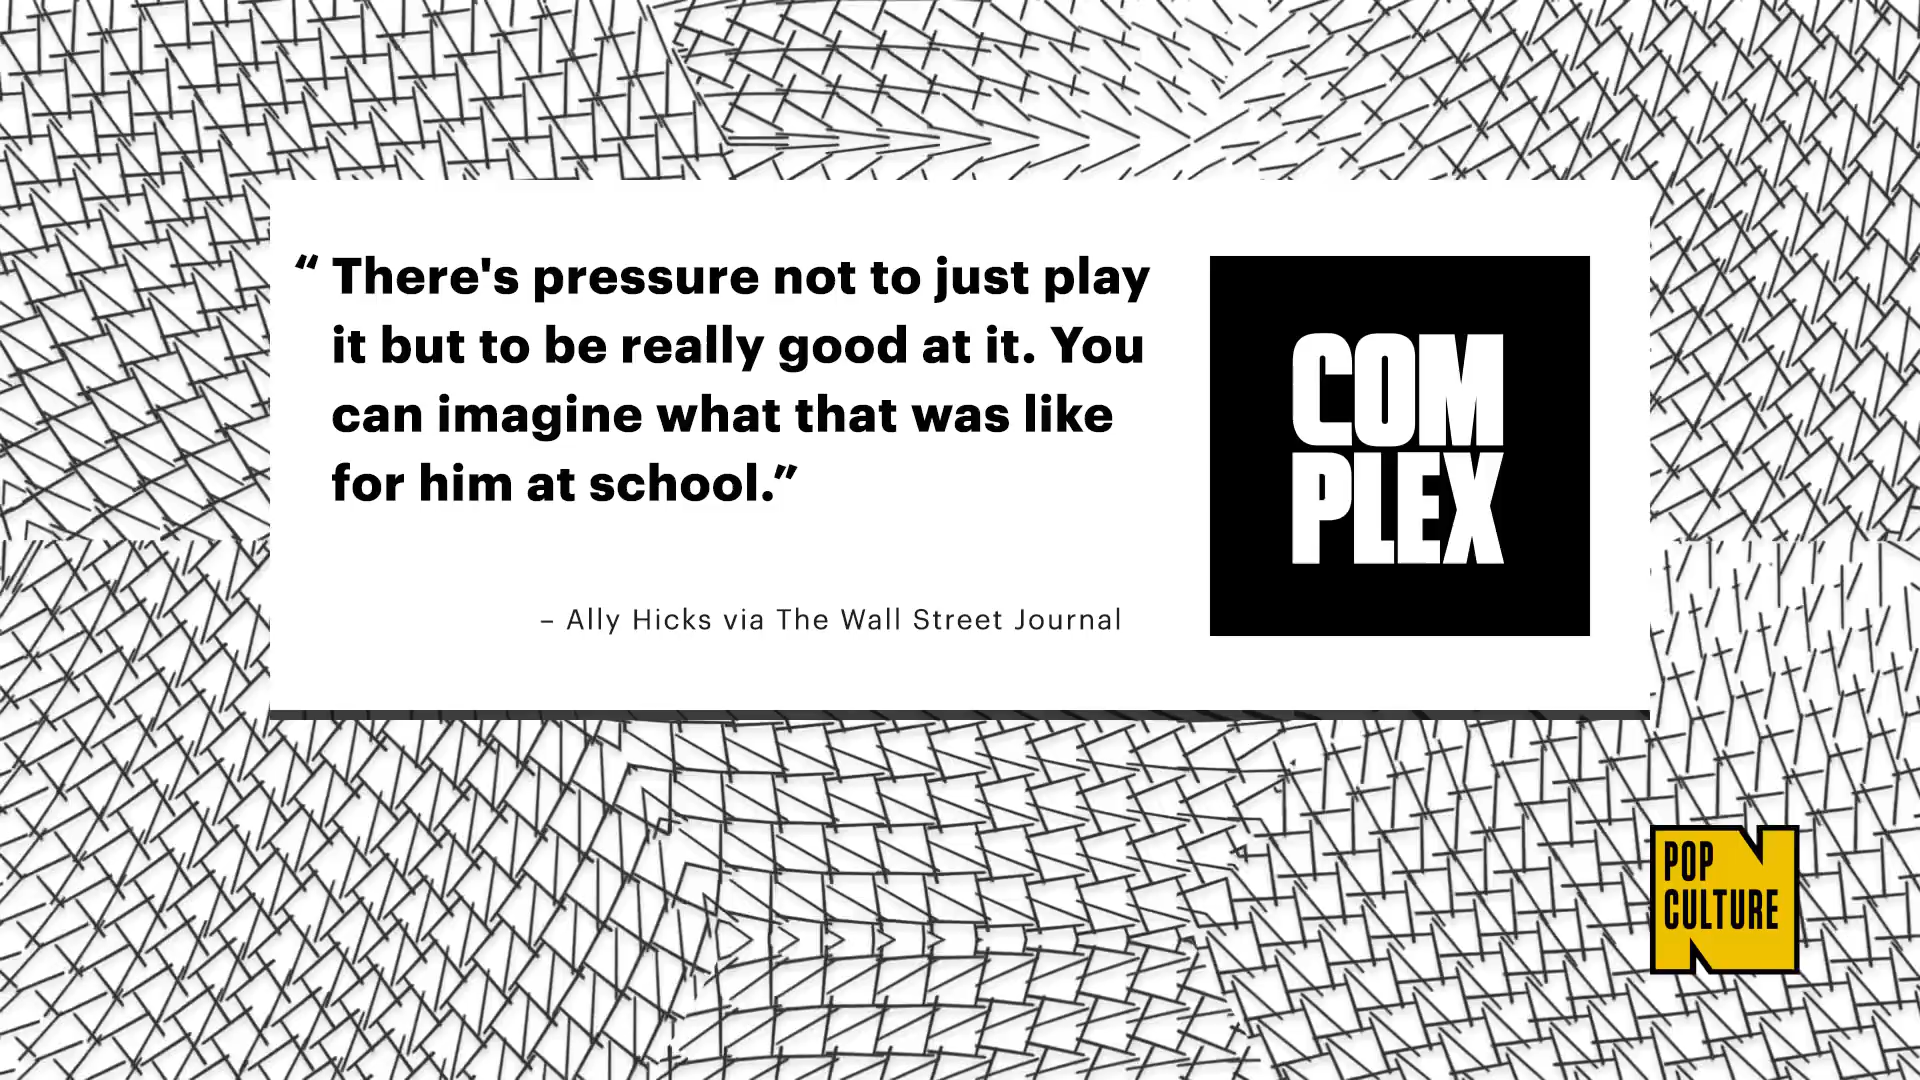 “ There's pressure not to just play
it but to be really good at it. You
can imagine what that was like
for him at school.”
– Ally Hicks via The Wall Street Journal
COM
PLEX
POP
CULTURE